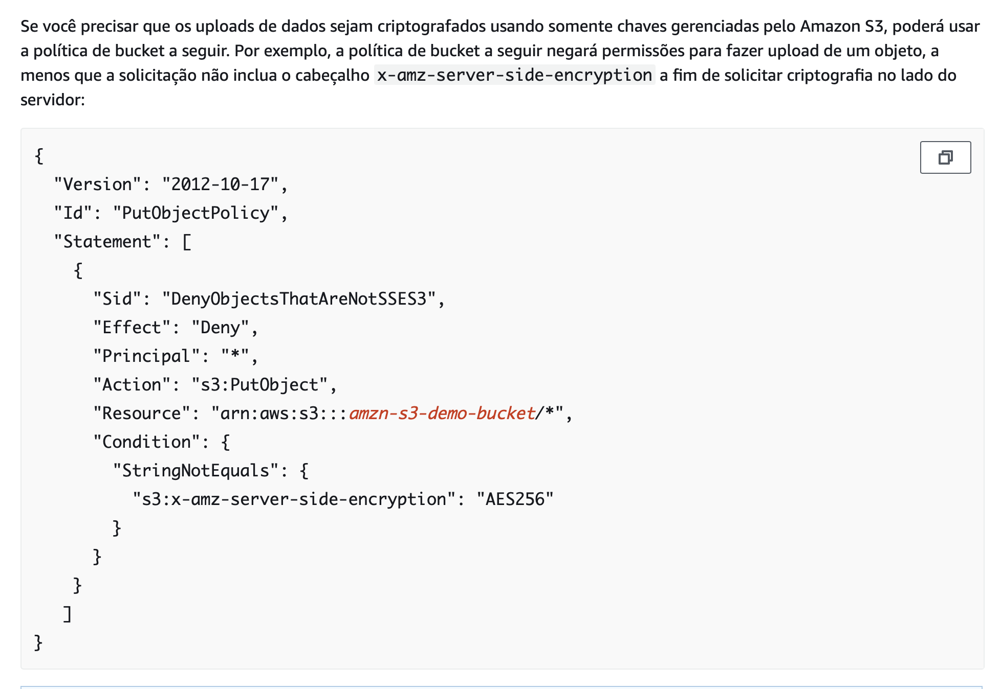 Se você precisar que os uploads de dados sejam criptografados usando somente chaves gerenciadas pelo Amazon S3, poderá usar
a política de bucket a seguir. Por exemplo, a política de bucket a seguir negará permissões para fazer upload de um objeto, a
menos que a solicitação não inclua o cabeçalho x-amz-server-side-encryption a fim de solicitar criptografia no lado do
servidor:
{
  "Version": "2012-10-17",
  "Id": "PutObjectPolicy",
  "Statement": [
    {
      "Sid": "DenyObjectsThatAreNotSSES3",
      "Effect": "Deny",
      "Principal": "*",
      "Action": "s3:PutObject",
      "Resource": "arn:aws:s3:::amzn-s3-demo-bucket/*",
      "Condition": {
        "StringNotEquals": {
          "s3:x-amz-server-side-encryption": "AES256"
        }
      }
    }
   ]
}